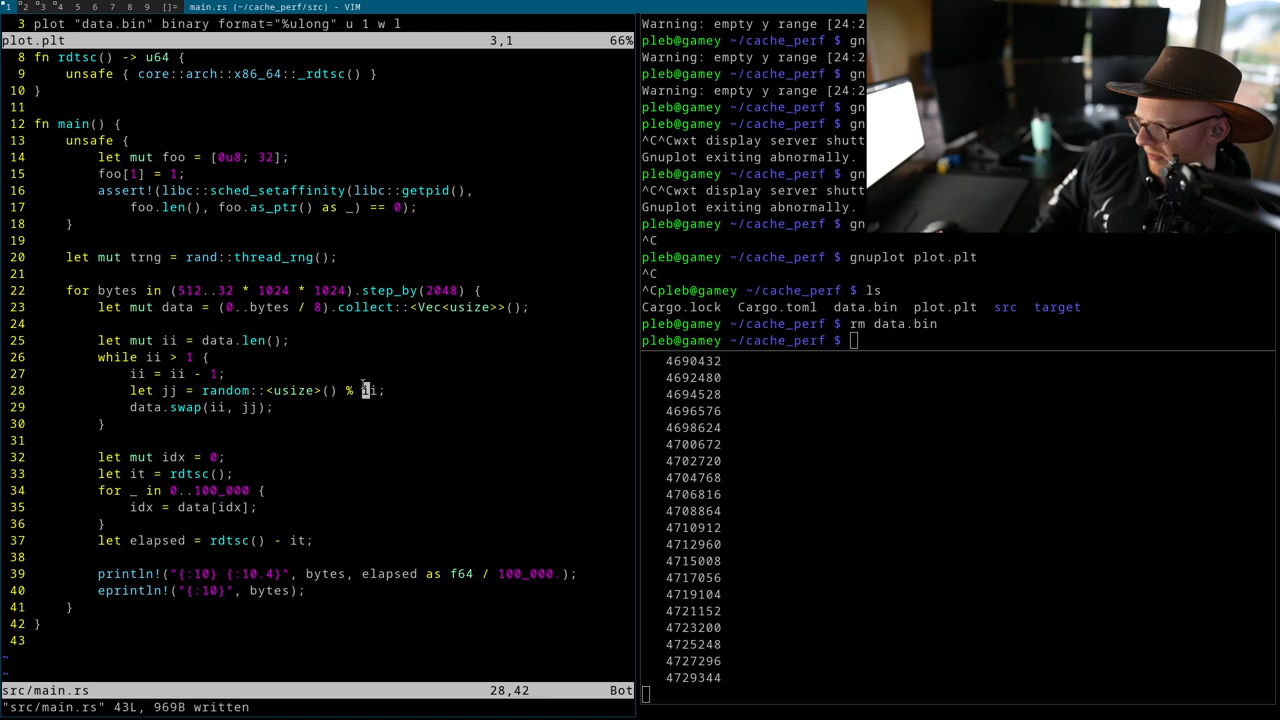 1 2 3 4 5 6 7 8 9 []= main.rs (~/cache_perf/src) - VIM
3 plot "data.bin" binary format="%ulong" u 1 w l
plot.plt 3,1 66%
8 fn rdtsc() -> u64 {
9 unsafe { core::arch::x86_64::_rdtsc() }
10 }
11
12 fn main() {
13 unsafe {
14 let mut foo = [0u8; 32];
15 foo[1] = 1;
16 assert!(libc::sched_setaffinity(libc::getpid(),
17 foo.len(), foo.as_ptr() as _) == 0);
18 }
19
20 let mut trng = rand::thread_rng();
21
22 for bytes in (512..32 * 1024 * 1024).step_by(2048) {
23 let mut data = (0..bytes / 8).collect::<Vec<usize>>();
24
25 let mut ii = data.len();
26 while ii > 1 {
27 ii = ii - 1;
28 let jj = random::<usize>() % ii;
29 data.swap(ii, jj);
30 }
31
32 let mut idx = 0;
33 let it = rdtsc();
34 for _ in 0..100_000 {
35 idx = data[idx];
36 }
37 let elapsed = rdtsc() - it;
38
39 println!("{:10} {:10.4}", bytes, elapsed as f64 / 100_000.);
40 eprintln!("{:10}", bytes);
41 }
42 }
43
~
~
src/main.rs 28,42 Bot
"src/main.rs" 43L, 969B written
Warning: empty y range [24:2
pleb@gamey ~/cache_perf $ gn
Warning: empty y range [24:2
pleb@gamey ~/cache_perf $ gn
Warning: empty y range [24:2
pleb@gamey ~/cache_perf $ gn
pleb@gamey ~/cache_perf $ gn
^C^Cwxt display server shutt
Gnuplot exiting abnormally.
pleb@gamey ~/cache_perf $ gn
^C^Cwxt display server shutt
Gnuplot exiting abnormally.
pleb@gamey ~/cache_perf $ gn
^C
pleb@gamey ~/cache_perf $ gnuplot plot.plt
^C
^Cpleb@gamey ~/cache_perf $ ls
Cargo.lock Cargo.toml data.bin plot.plt src target
pleb@gamey ~/cache_perf $ rm data.bin
pleb@gamey ~/cache_perf $
4690432
4692480
4694528
4696576
4698624
4700672
4702720
4704768
4706816
4708864
4710912
4712960
4715008
4717056
4719104
4721152
4723200
4725248
4727296
4729344